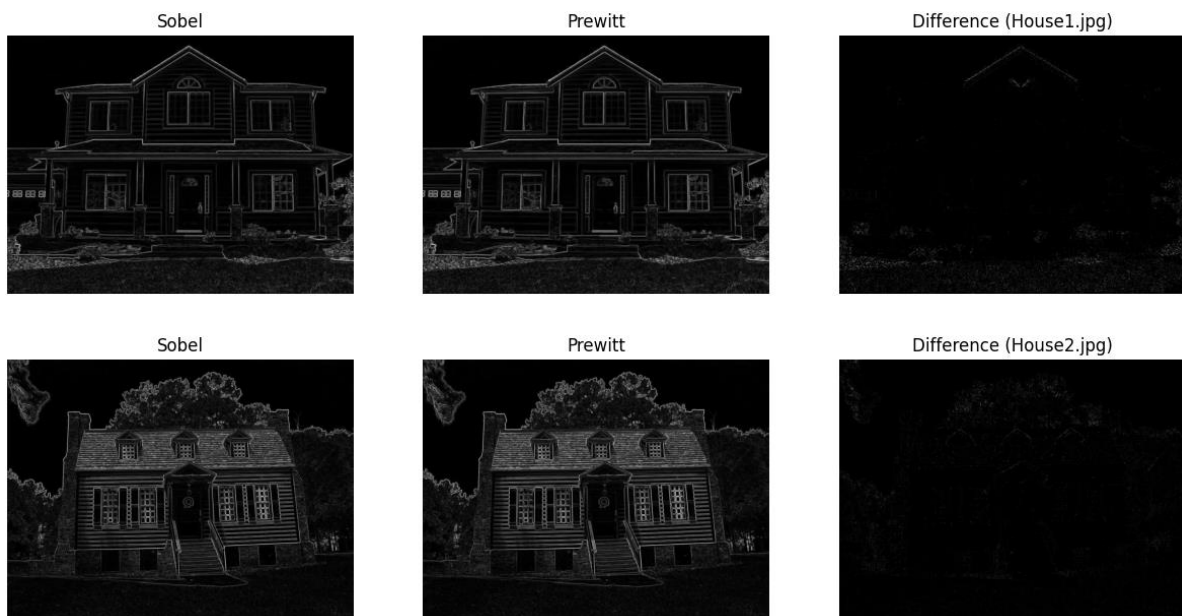 Sobel
Prewitt
Difference (House1.jpg)
Sobel
Prewitt
Difference (House2.jpg)